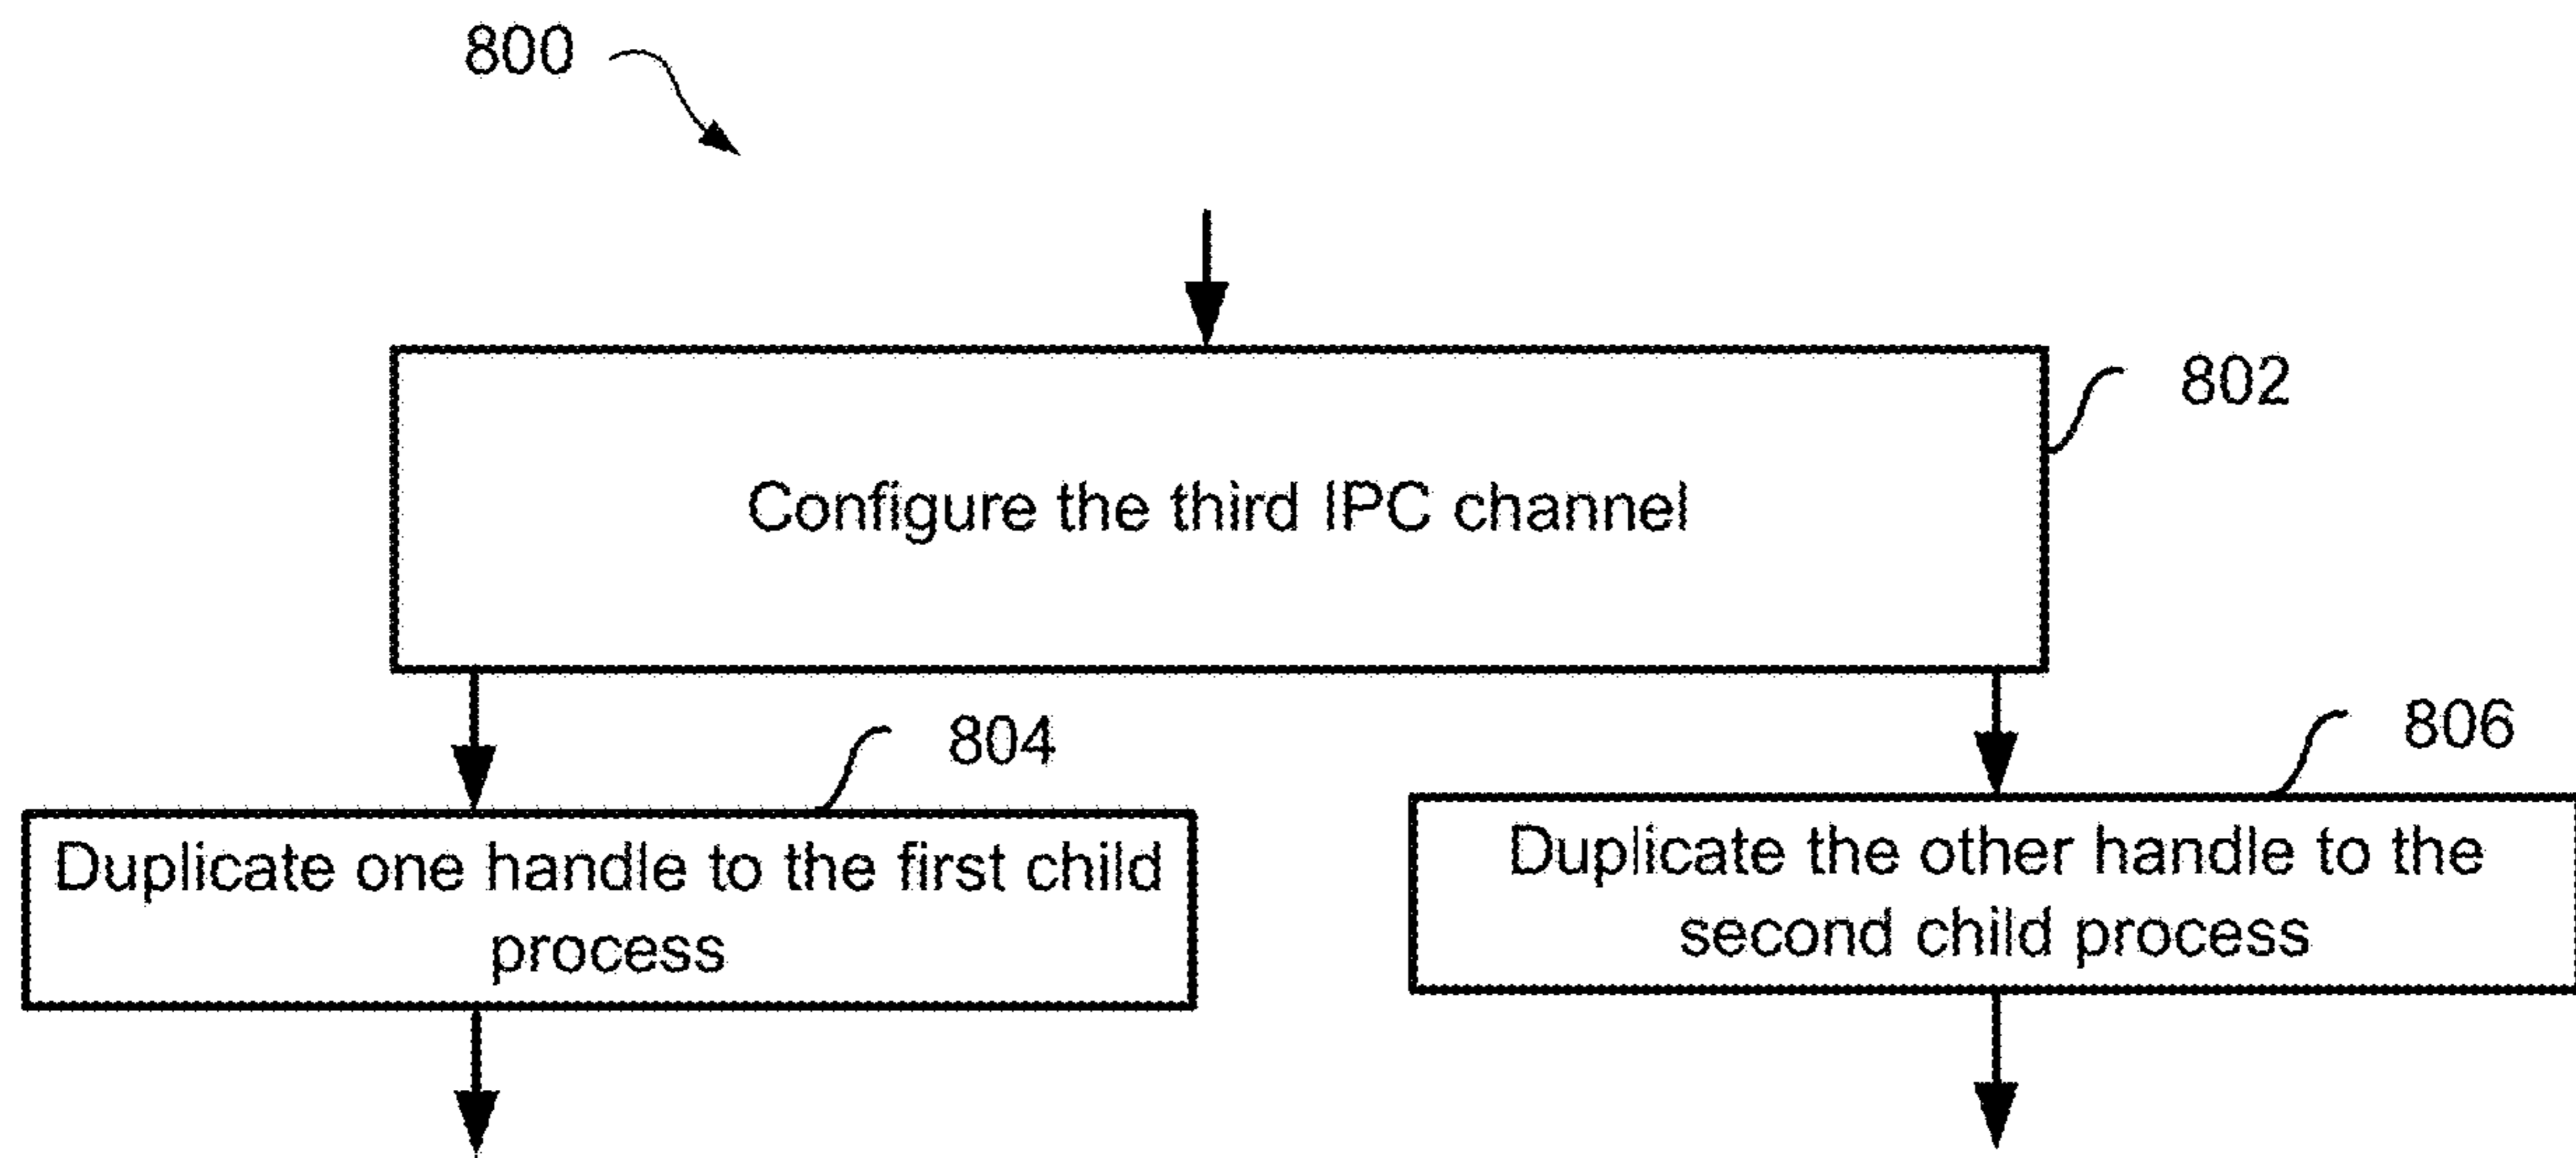 800
802
Configure the third IPC channel
804
806
Duplicate one handle to the first child
process
Duplicate the other handle to the
second child process